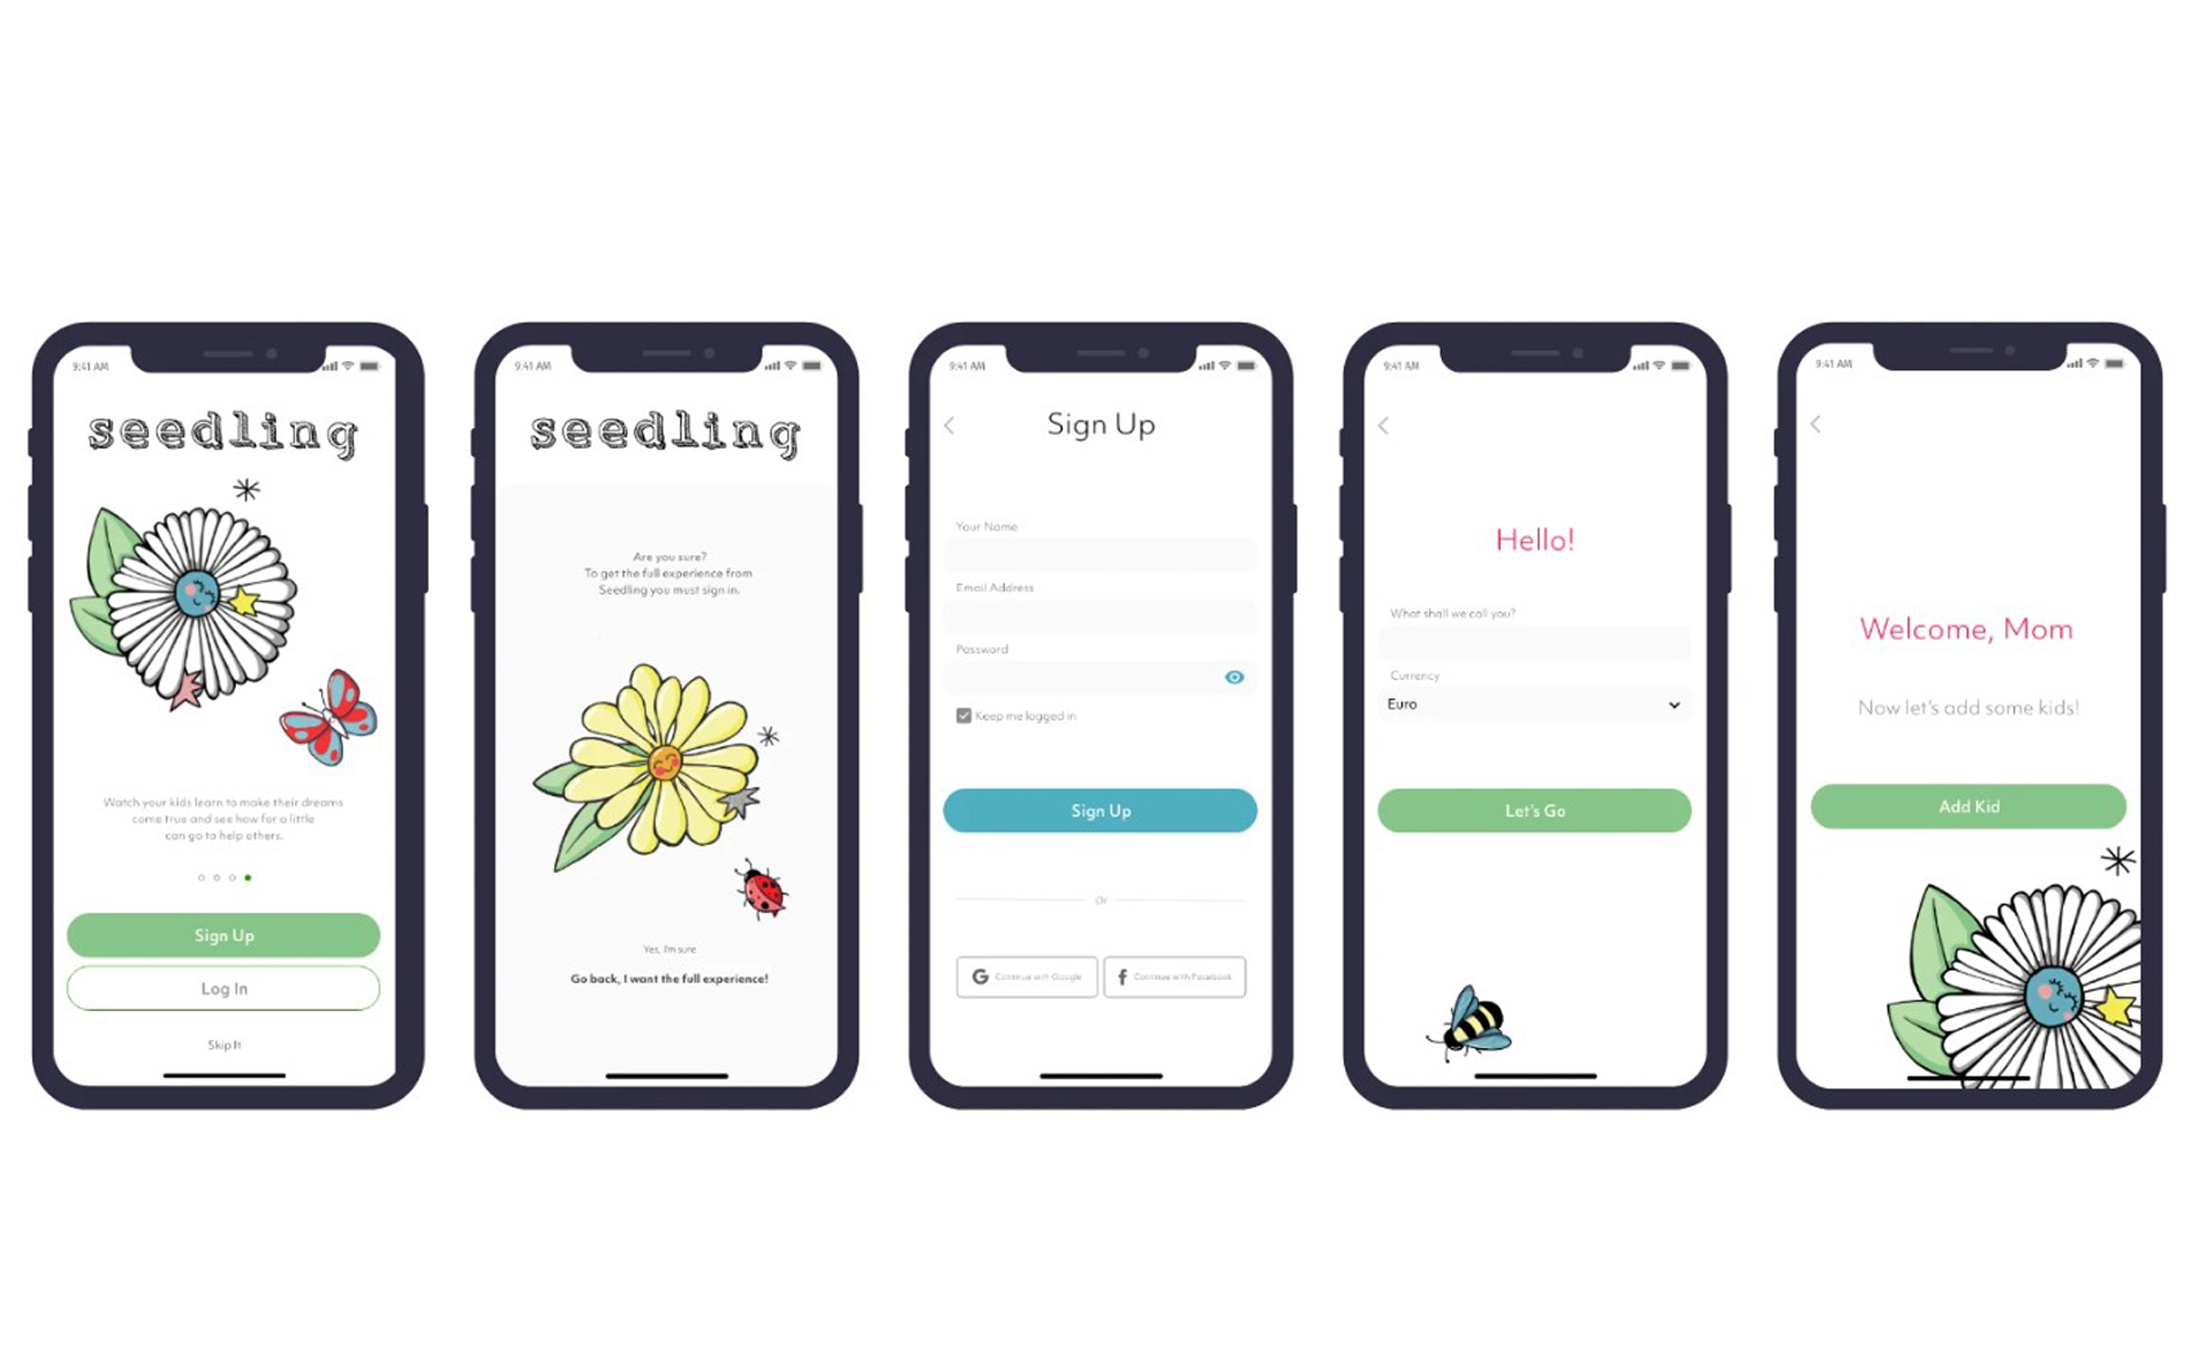 9:41 AM
seedling
Watch your kids learn to make their dreams
come true and see how for a little
can go to help others.
Sign Up
Log In
Skip It
9:41 AM
seedling
Are you sure?
To get the full experience from
Seedling you must sign in.
Yes, I'm sure
Go back, I want the full experience!
9:41 AM
Sign Up
Your Name
Email Address
Password
Keep me logged in
Sign Up
Or
G Continue with Google
f Continue with Facebook
9:41 AM
Hello!
What shall we call you?
Currency
Euro
Let's Go
9:41 AM
Welcome, Mom
Now let's add some kids!
Add Kid